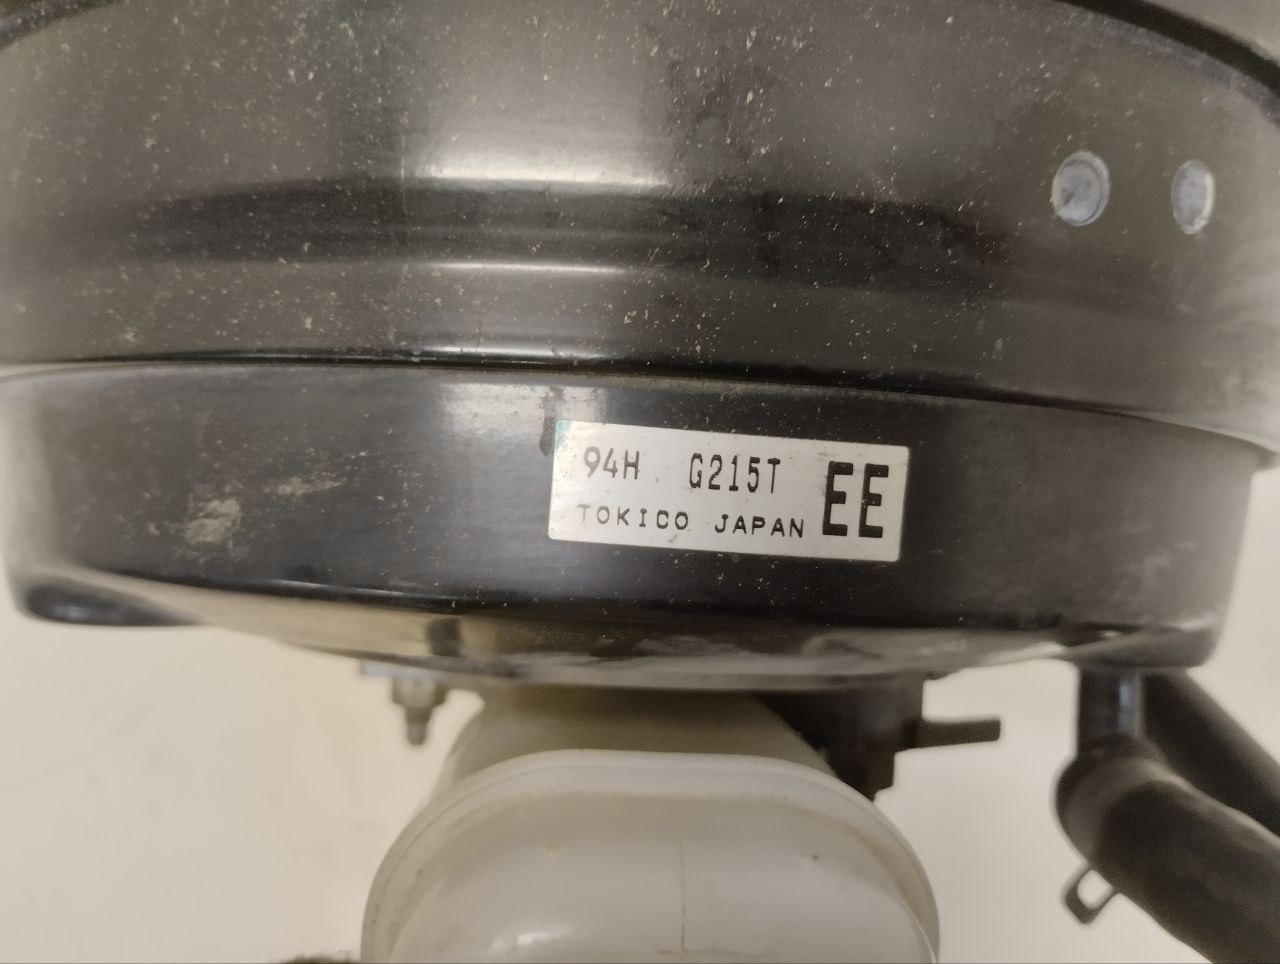 94H G215T EE
TOKICO JAPAN